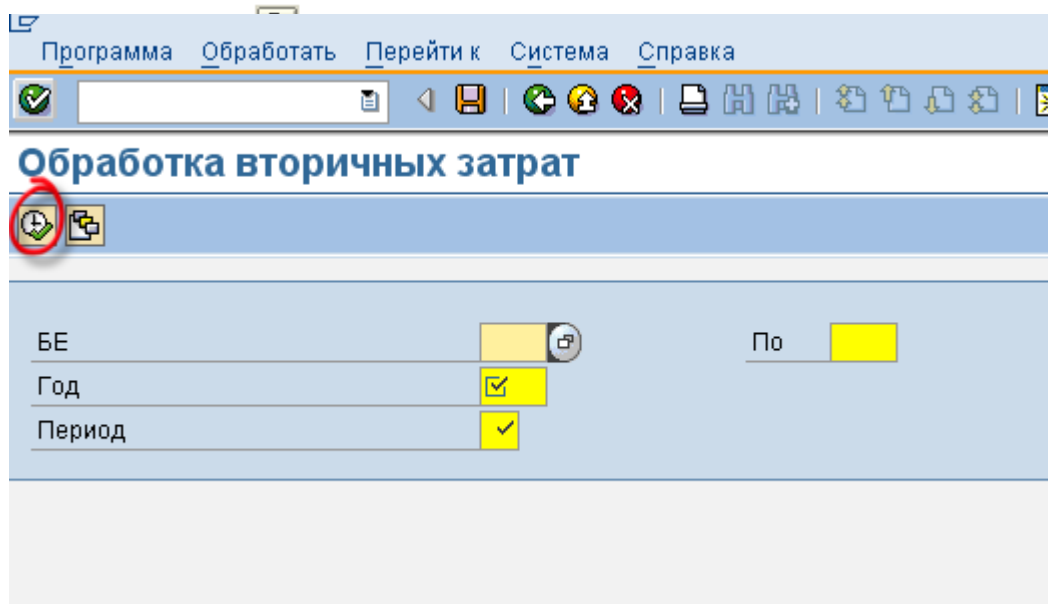 Программа Обработать Перейти к Система Справка
Обработка вторичных затрат
БЕ По
Год
Период